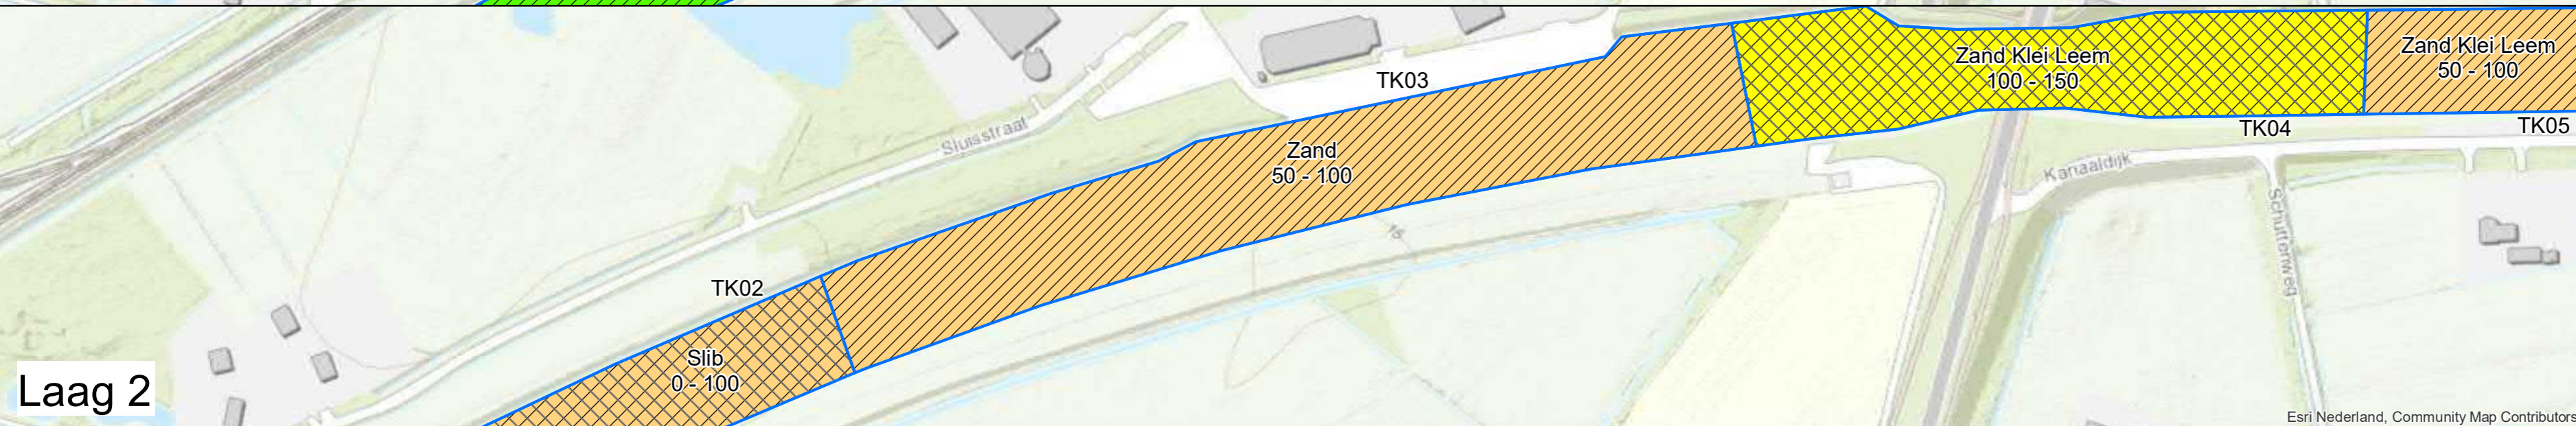 Zand Klei Leem
50 - 100
Zand Klei Leem
100 - 150
TK03
TK04
TK05
Sluisstraat
Zand
50 - 100
Kanaaldijk
Schuttenweg
TK02
Slib
0 - 100
Laag 2
Esri Nederland, Community Map Contributors